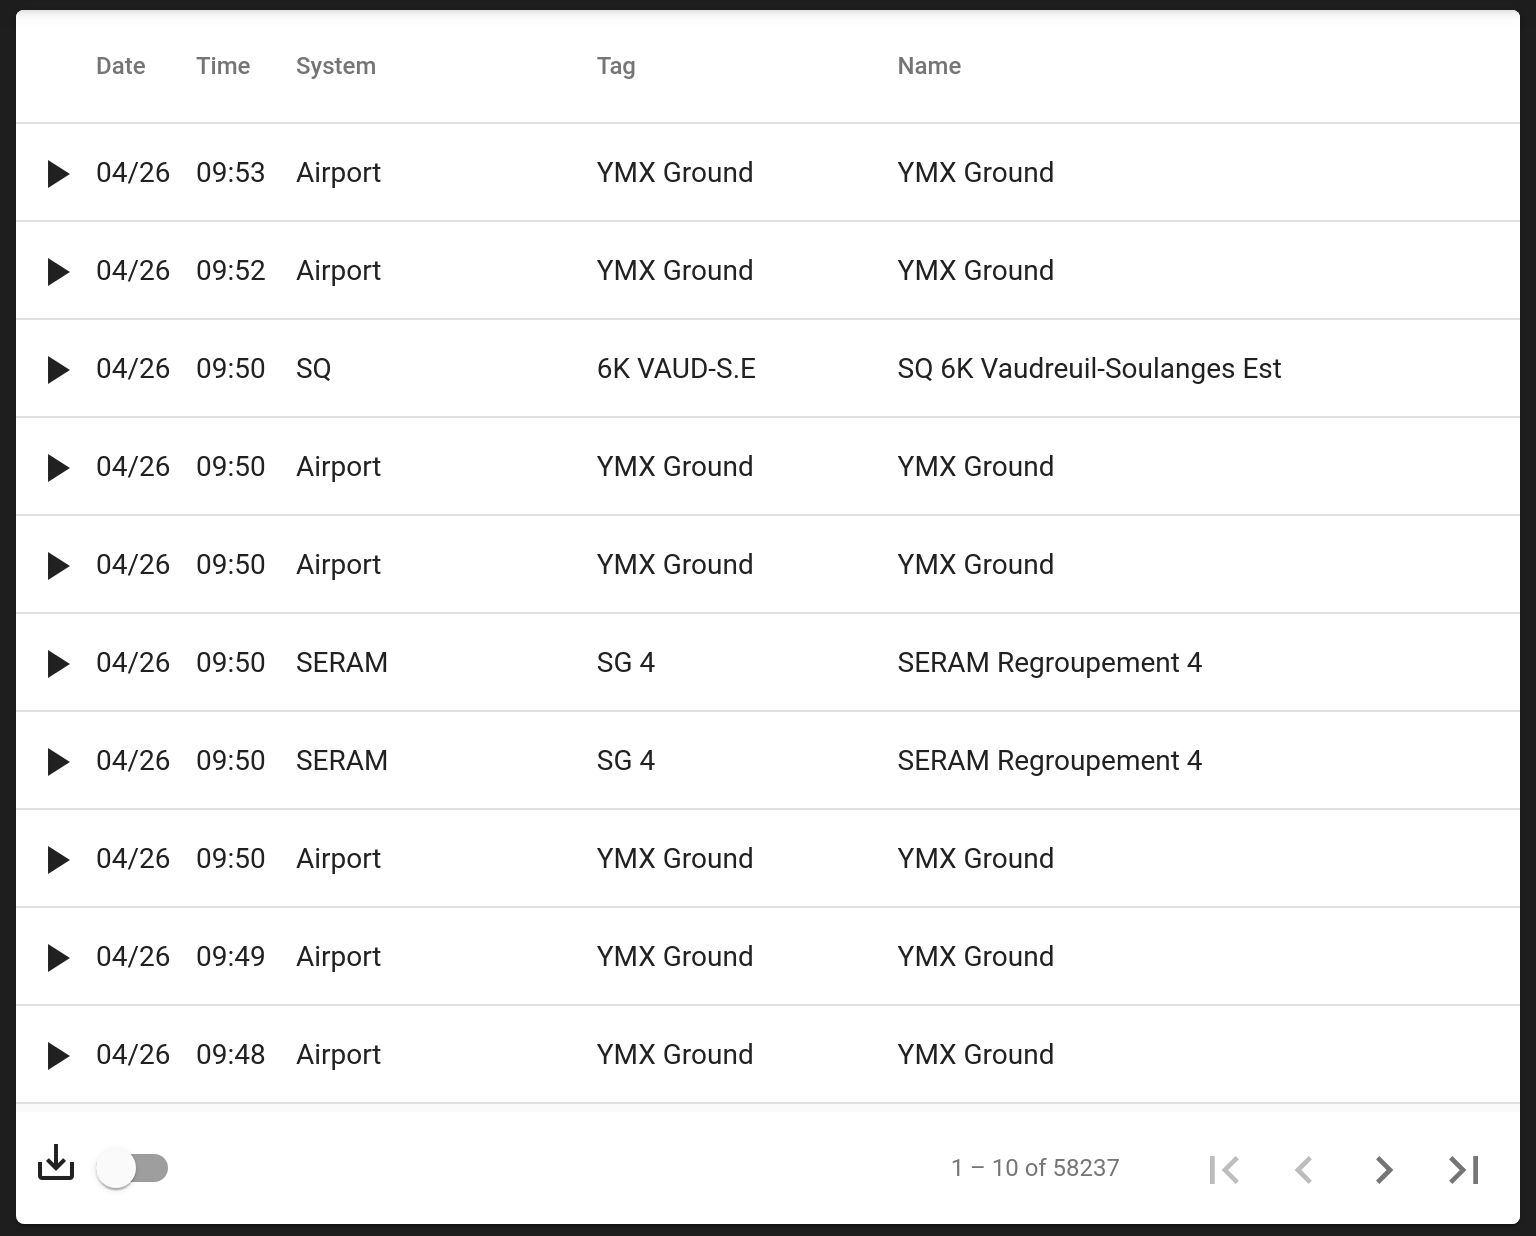 Date Time System Tag Name
04/26 09:53 Airport YMX Ground YMX Ground
04/26 09:52 Airport YMX Ground YMX Ground
04/26 09:50 SQ 6K VAUD-S.E SQ 6K Vaudreuil-Soulanges Est
04/26 09:50 Airport YMX Ground YMX Ground
04/26 09:50 Airport YMX Ground YMX Ground
04/26 09:50 SERAM SG 4 SERAM Regroupement 4
04/26 09:50 SERAM SG 4 SERAM Regroupement 4
04/26 09:50 Airport YMX Ground YMX Ground
04/26 09:49 Airport YMX Ground YMX Ground
04/26 09:48 Airport YMX Ground YMX Ground
1 – 10 of 58237